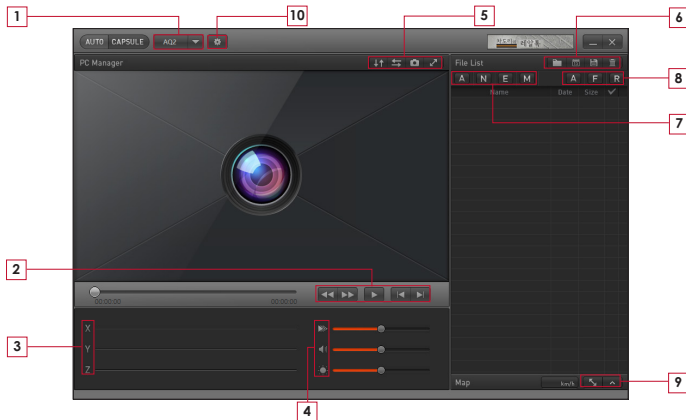 1
10
5
6
AUTO CAPSULE AQ2
PC Manager
File List
A N E M A F R
8
Name Date Size
7
2
00:00:00 00:00:00
3
X
Y
Z
4
Map km/h
9